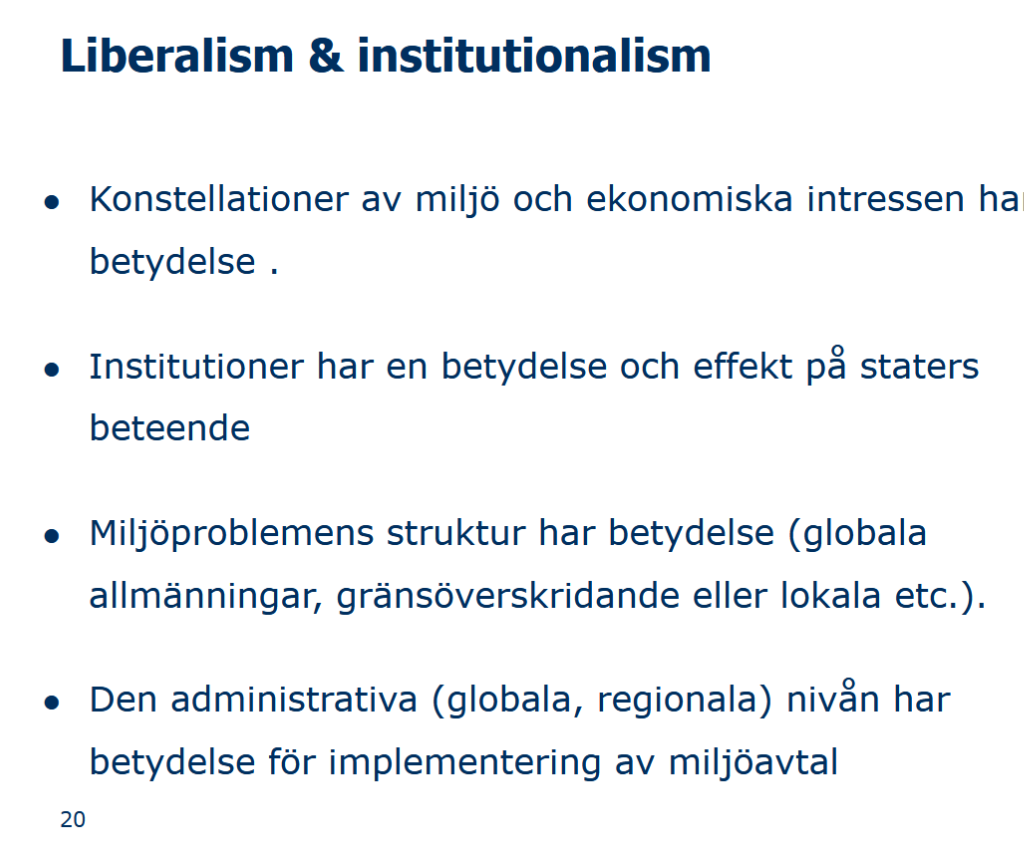 Liberalism & institutionalism
● Konstellationer av miljö och ekonomiska intressen har
betydelse .
● Institutioner har en betydelse och effekt på staters
beteende
● Miljöproblemens struktur har betydelse (globala
allmänningar, gränsöverskridande eller lokala etc.).
● Den administrativa (globala, regionala) nivån har
betydelse för implementering av miljöavtal
20